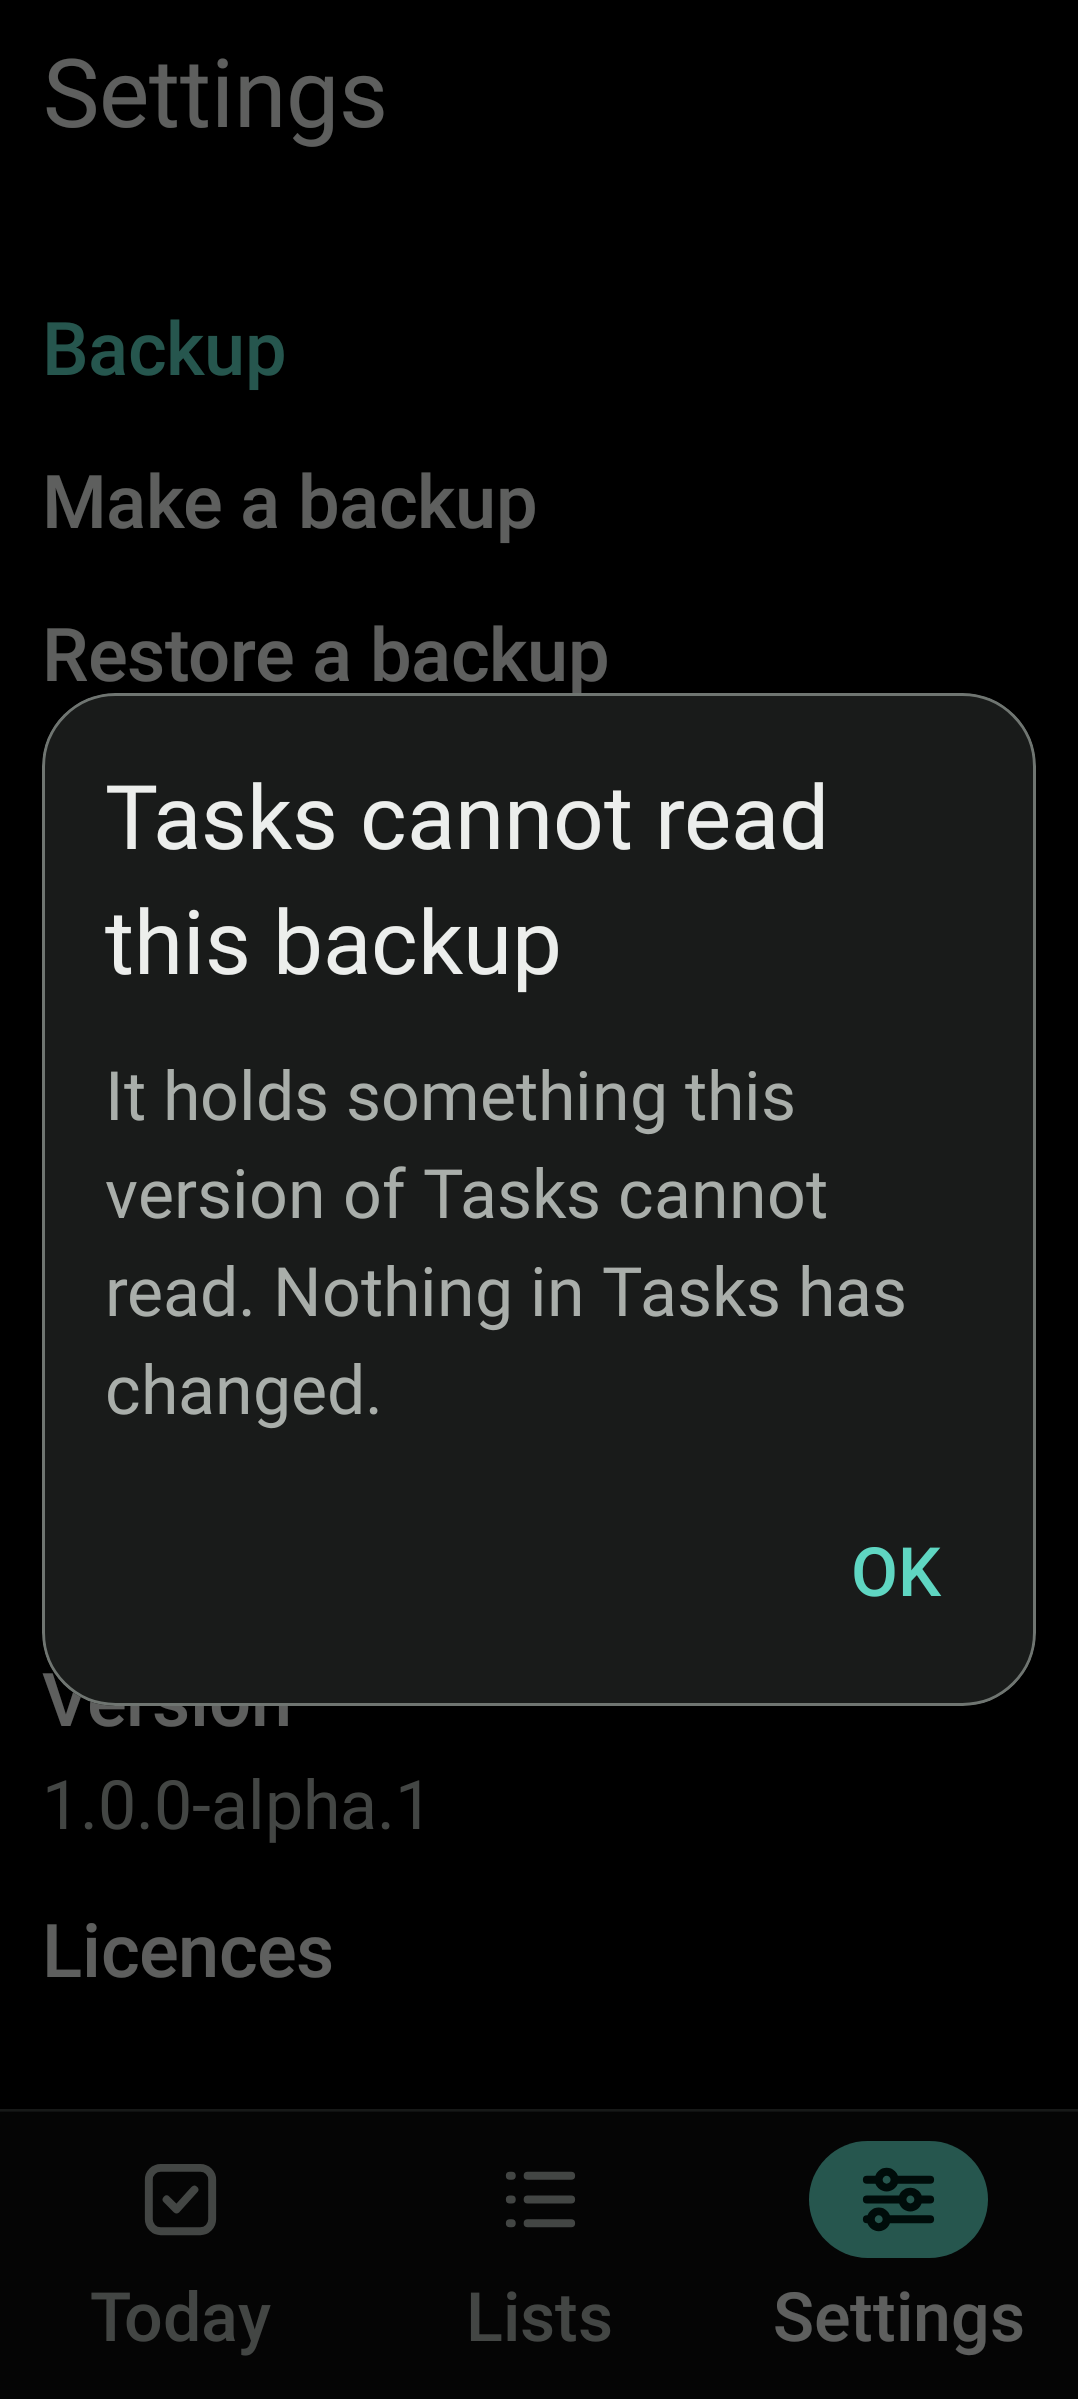 Settings
Backup
Make a backup
Restore a backup
Tasks cannot read
this backup
It holds something this
version of Tasks cannot
read. Nothing in Tasks has
changed.
OK
Version
1.0.0-alpha.1
Licences
Today
Lists
Settings